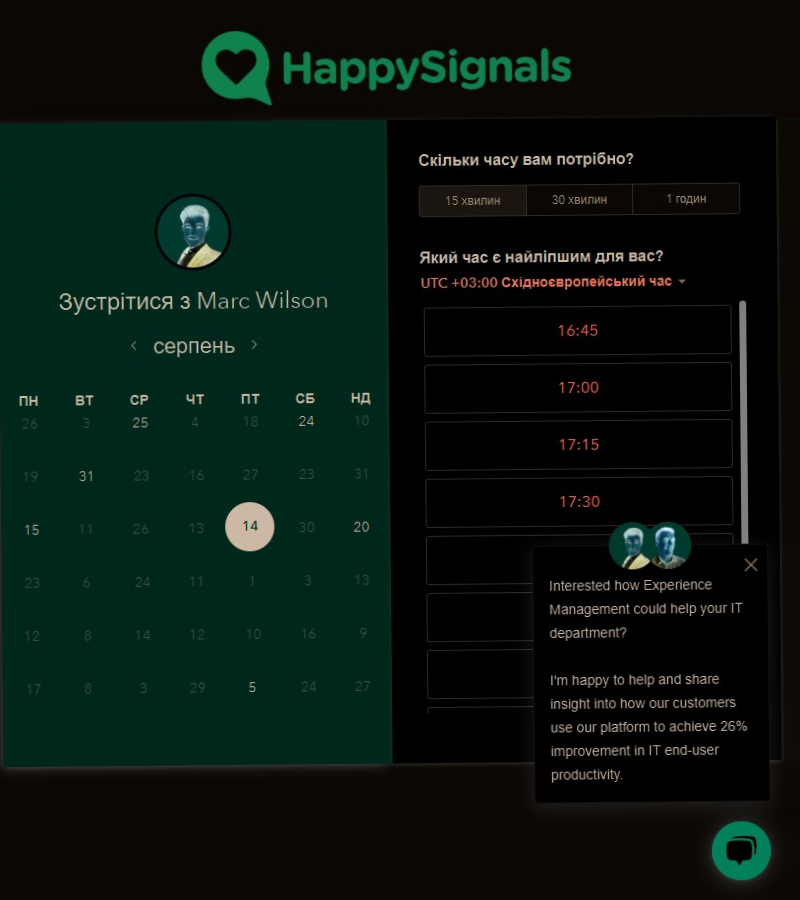 HappySignals
Зустрітися з Marc Wilson
серпень
ПН ВТ СР ЧТ ПТ СБ НД
26 3 25 4 18 24 10
19 31 23 16 27 23 31
15 11 26 13 14 30 20
23 6 24 11 1 3 13
12 8 14 12 10 16 9
17 8 3 29 5 24 27
Скільки часу вам потрібно?
15 хвилин 30 хвилин 1 годин
Який час є найліпшим для вас?
UTC +03:00 Східноєвропейський час
16:45
17:00
17:15
17:30
Interested how Experience
Management could help your IT
department?
I'm happy to help and share
insight into how our customers
use our platform to achieve 26%
improvement in IT end-user
productivity.